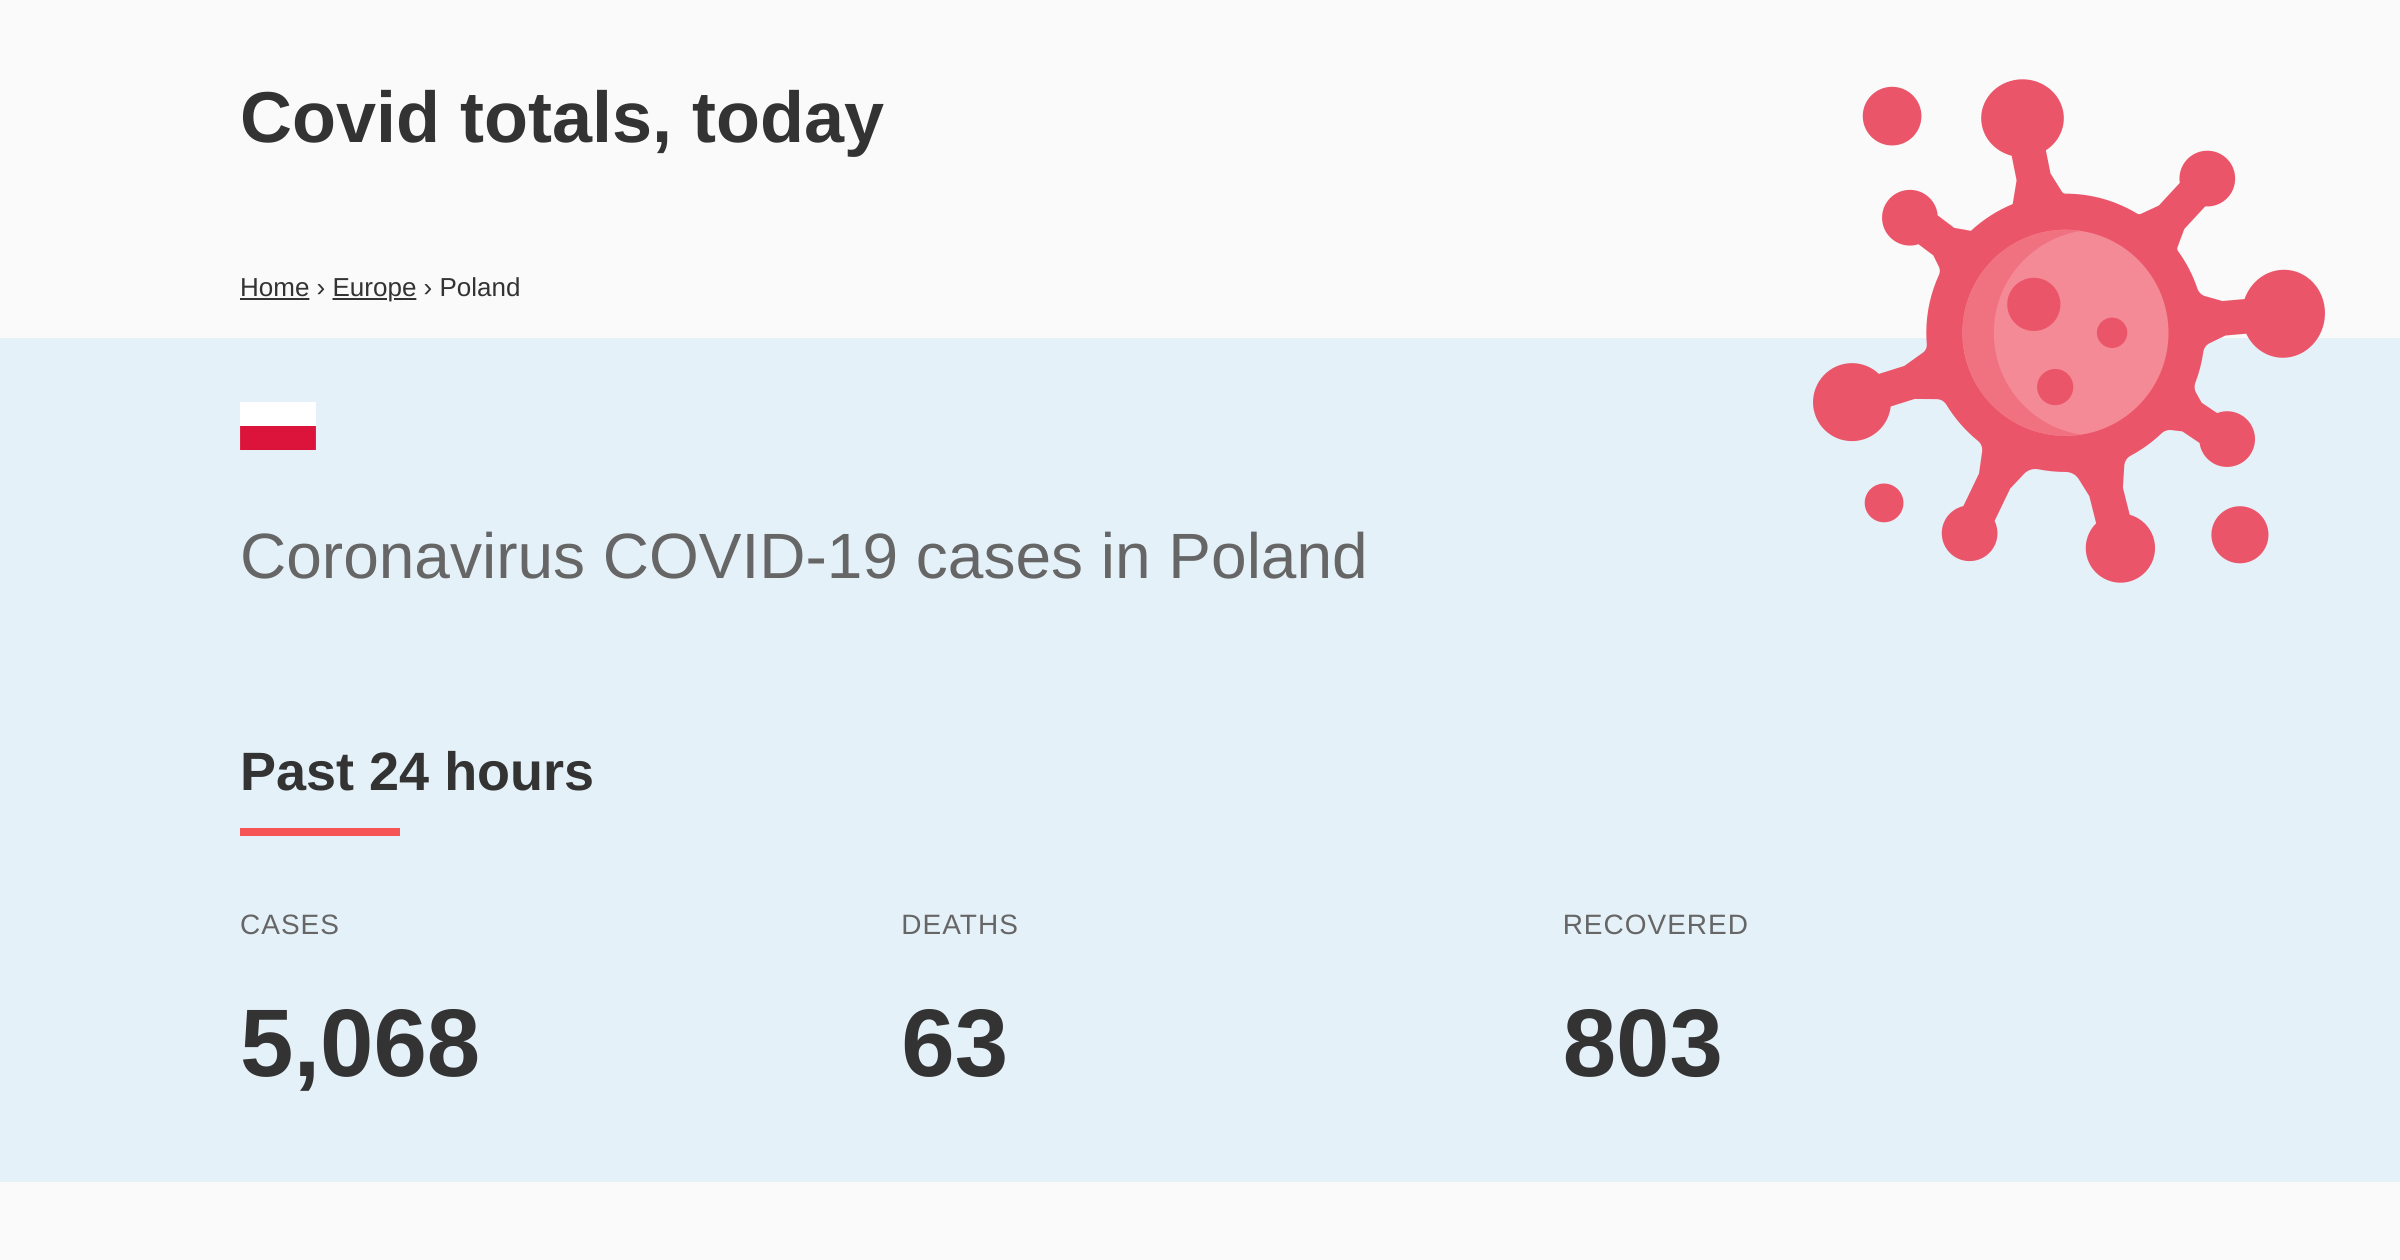 Covid totals, today
Home › Europe › Poland
Coronavirus COVID-19 cases in Poland
Past 24 hours
CASES
DEATHS
RECOVERED
5,068
63
803